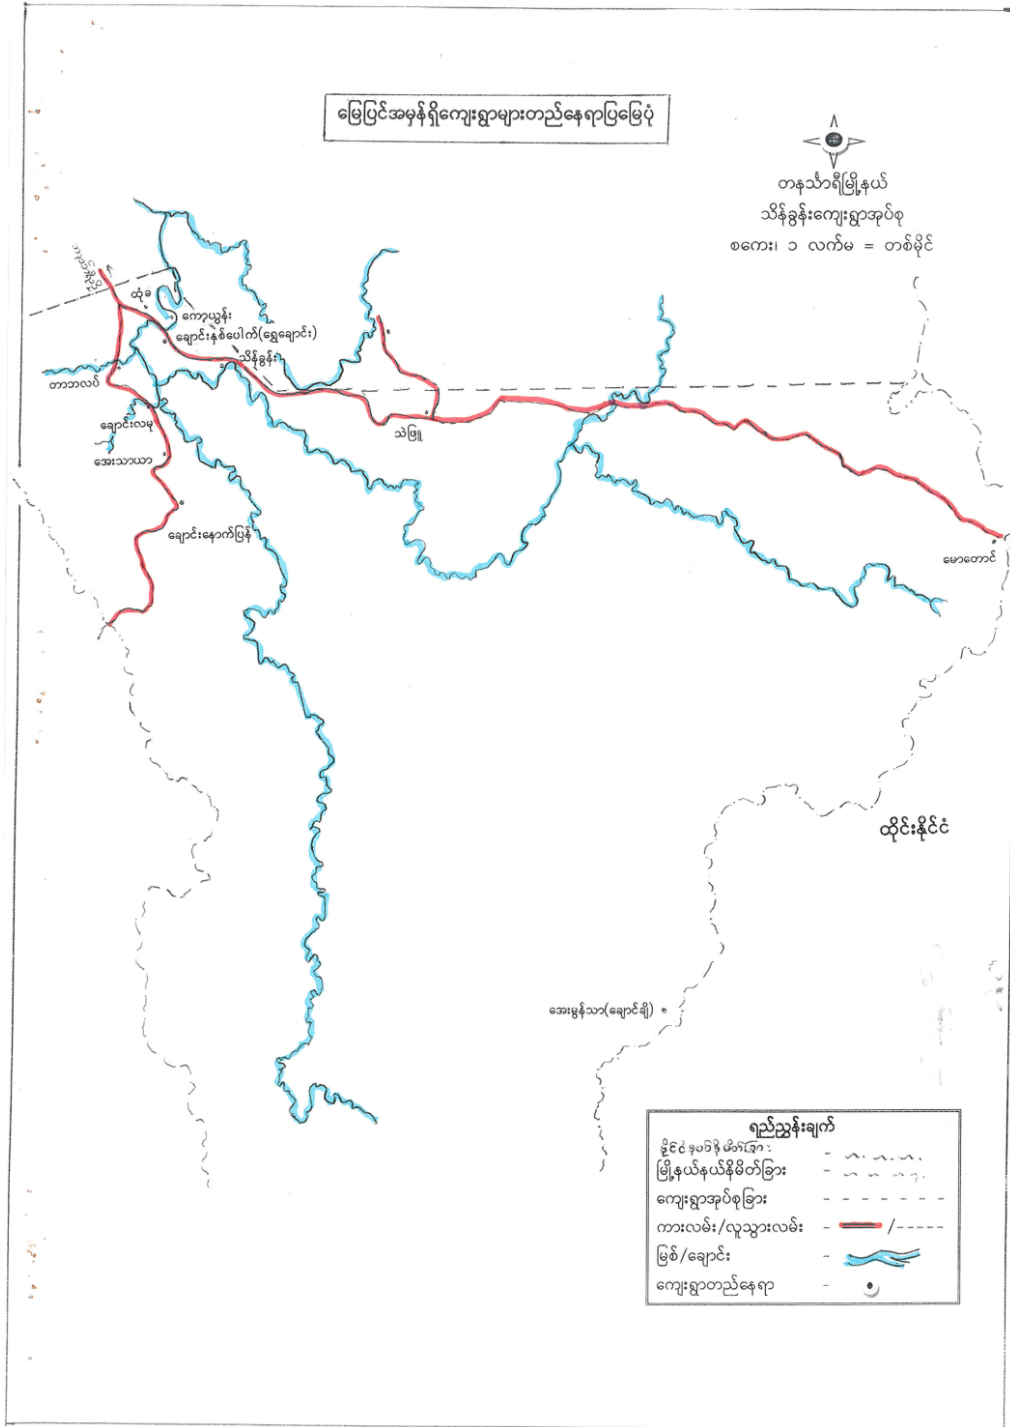 မြေပြင်အမှန်ရှိကျေးရွာများတည်နေရာပြမြေပုံ
တနင်္သာရီမြို့နယ်
သိန်ခွန်းကျေးရွာအုပ်စု
စကေး၊ ၁ လက်မ = တစ်မိုင်
ထုံခ
ကော့ယွန်း
ချောင်းနှစ်ပေါက်(ရွှေချောင်း)
သိန်ခွန်း
တာဘလပ်
ချောင်းလမု
အေးသာယာ
သဲဖြူ
ချောင်းနောက်ပြန်
မောတောင်
ထိုင်းနိုင်ငံ
အေးမွန်သာ(ချောင်ချီ)
ရည်ညွှန်းချက်
မြို့နယ်နယ်နိမိတ်ခြား -
ကျေးရွာအုပ်စုခြား -
ကားလမ်း/လူသွားလမ်း - /-----
မြစ်/ချောင်း -
ကျေးရွာတည်နေရာ -